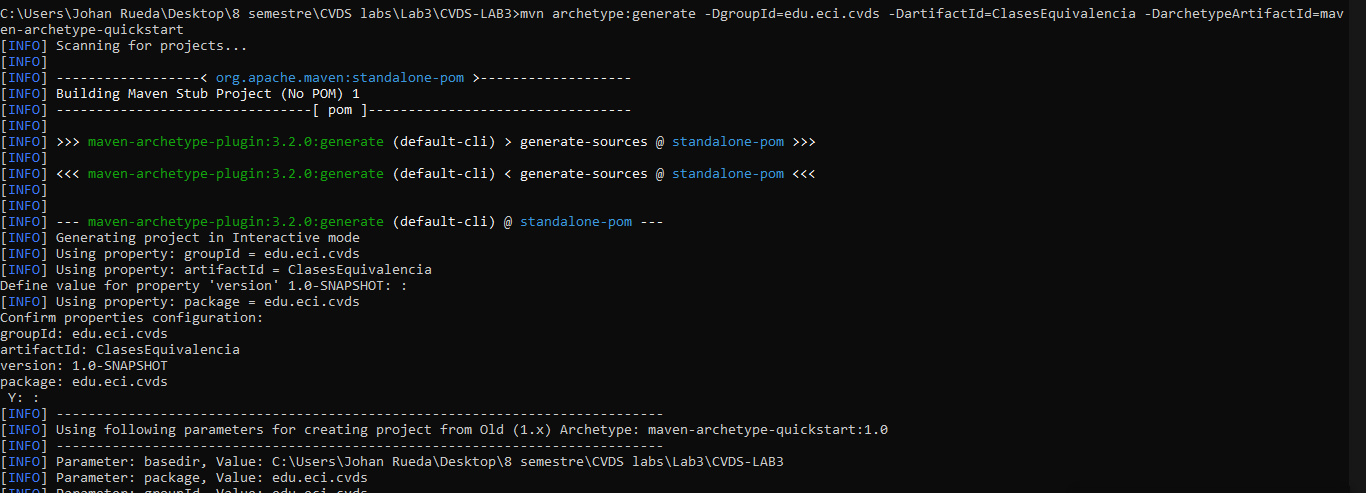 C:\Users\Johan Rueda\Desktop\8 semestre\CVDS labs\Lab3\CVDS-LAB3>mvn archetype:generate -DgroupId=edu.eci.cvds -DartifactId=ClasesEquivalencia -DarchetypeArtifactId=mav
en-archetype-quickstart
[INFO] Scanning for projects...
[INFO]
[INFO] ------------------< org.apache.maven:standalone-pom >-------------------
[INFO] Building Maven Stub Project (No POM) 1
[INFO] --------------------------------[ pom ]---------------------------------
[INFO]
[INFO] >>> maven-archetype-plugin:3.2.0:generate (default-cli) > generate-sources @ standalone-pom >>>
[INFO]
[INFO] <<< maven-archetype-plugin:3.2.0:generate (default-cli) < generate-sources @ standalone-pom <<<
[INFO]
[INFO]
[INFO] --- maven-archetype-plugin:3.2.0:generate (default-cli) @ standalone-pom ---
[INFO] Generating project in Interactive mode
[INFO] Using property: groupId = edu.eci.cvds
[INFO] Using property: artifactId = ClasesEquivalencia
Define value for property 'version' 1.0-SNAPSHOT: :
[INFO] Using property: package = edu.eci.cvds
Confirm properties configuration:
groupId: edu.eci.cvds
artifactId: ClasesEquivalencia
version: 1.0-SNAPSHOT
package: edu.eci.cvds
 Y: :
[INFO] ----------------------------------------------------------------------------
[INFO] Using following parameters for creating project from Old (1.x) Archetype: maven-archetype-quickstart:1.0
[INFO] ----------------------------------------------------------------------------
[INFO] Parameter: basedir, Value: C:\Users\Johan Rueda\Desktop\8 semestre\CVDS labs\Lab3\CVDS-LAB3
[INFO] Parameter: package, Value: edu.eci.cvds
[INFO] Parameter: groupId, Value: edu.eci.cvds